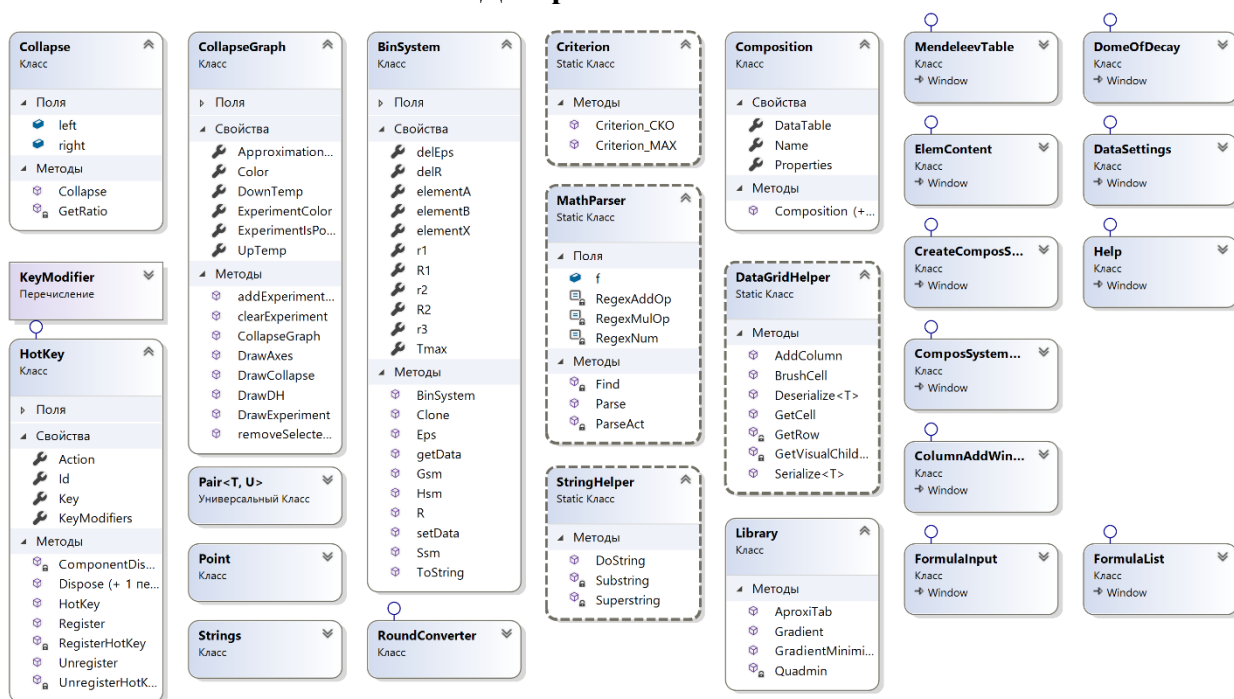 Collapse
Класс
Поля
left
right
Методы
Collapse
GetRatio
KeyModifier
Перечисление
HotKey
Класс
Поля
Свойства
Action
Id
Key
KeyModifiers
Методы
ComponentDis...
Dispose (+ 1 пе...
HotKey
Register
RegisterHotKey
Unregister
UnregisterHotK...
CollapseGraph
Класс
Поля
Свойства
Approximation...
Color
DownTemp
ExperimentColor
ExperimentIsPo...
UpTemp
Методы
addExperiment...
clearExperiment
CollapseGraph
DrawAxes
DrawCollapse
DrawDH
DrawExperiment
removeSelecte...
Pair<T, U>
Универсальный Класс
Point
Класс
Strings
Класс
BinSystem
Класс
Поля
Свойства
delEps
delR
elementA
elementB
elementX
r1
R1
r2
R2
r3
Tmax
Методы
BinSystem
Clone
Eps
getData
Gsm
Hsm
R
setData
Ssm
ToString
RoundConverter
Класс
Criterion
Static Класс
Методы
Criterion_CKO
Criterion_MAX
MathParser
Static Класс
Поля
f
RegexAddOp
RegexMulOp
RegexNum
Методы
Find
Parse
ParseAct
StringHelper
Static Класс
Методы
DoString
Substring
Superstring
Composition
Класс
Свойства
DataTable
Name
Properties
Методы
Composition (+...
DataGridHelper
Static Класс
Методы
AddColumn
BrushCell
Deserialize<T>
GetCell
GetRow
GetVisualChild...
Serialize<T>
Library
Класс
Методы
AproxiTab
Gradient
GradientMinimi...
Quadmin
MendeleevTable
Класс
Window
ElemContent
Класс
Window
CreateComposS...
Класс
Window
ComposSystem...
Класс
Window
ColumnAddWin...
Класс
Window
FormulaInput
Класс
Window
DomeOfDecay
Класс
Window
DataSettings
Класс
Window
Help
Класс
Window
FormulaList
Класс
Window